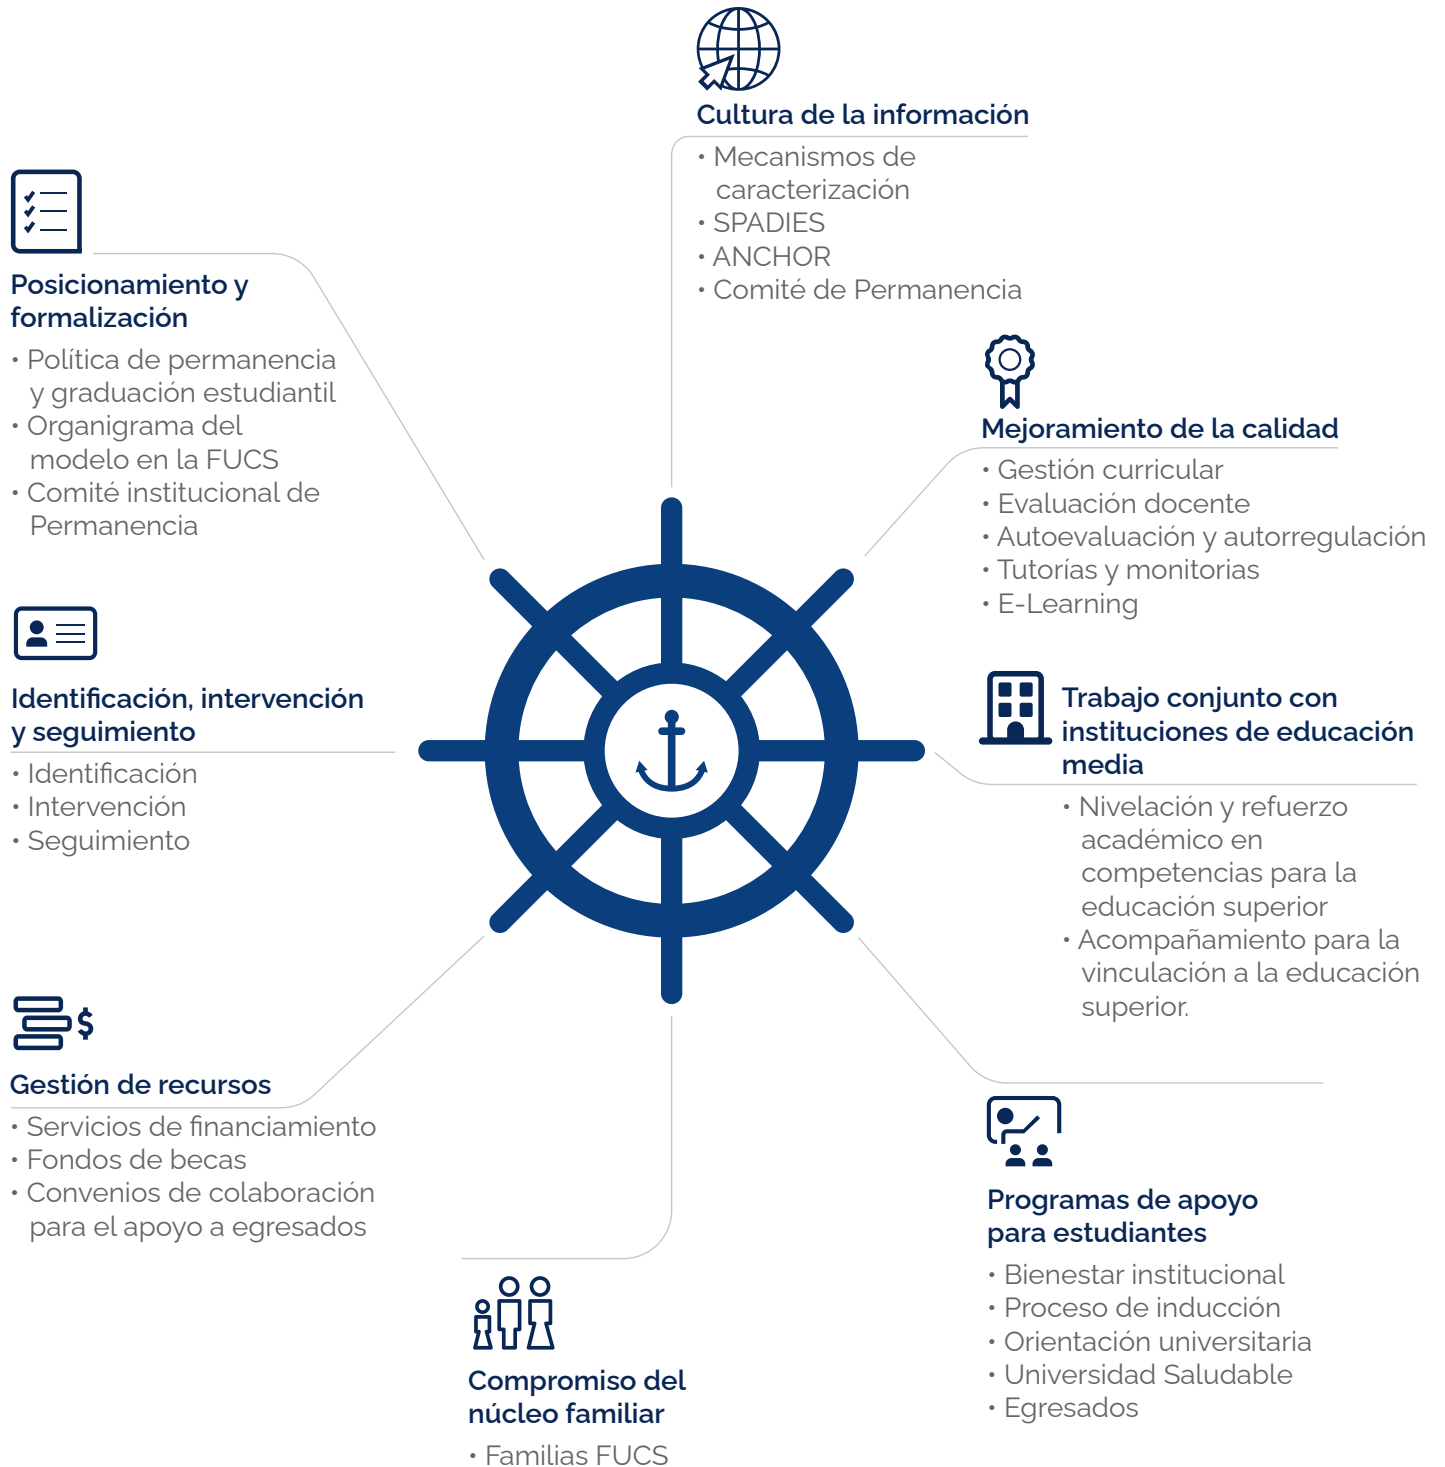 Cultura de la información
• Mecanismos de
caracterización
• SPADIES
• ANCHOR
• Comité de Permanencia
Posicionamiento y
formalización
• Política de permanencia
y graduación estudiantil
• Organigrama del
modelo en la FUCS
• Comité institucional de
Permanencia
Mejoramiento de la calidad
• Gestión curricular
• Evaluación docente
• Autoevaluación y autorregulación
• Tutorías y monitorias
• E-Learning
Identificación, intervención
y seguimiento
• Identificación
• Intervención
• Seguimiento
Trabajo conjunto con
instituciones de educación
media
• Nivelación y refuerzo
académico en
competencias para la
educación superior
• Acompañamiento para la
vinculación a la educación
superior.
$
Gestión de recursos
• Servicios de financiamiento
• Fondos de becas
• Convenios de colaboración
para el apoyo a egresados
Programas de apoyo
para estudiantes
• Bienestar institucional
• Proceso de inducción
• Orientación universitaria
• Universidad Saludable
• Egresados
Compromiso del
núcleo familiar
• Familias FUCS